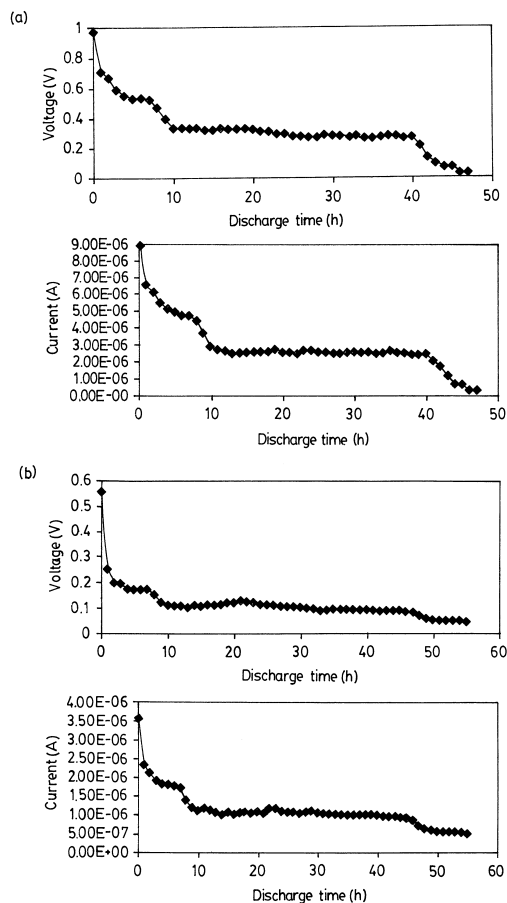 (a)
1
0.8
0.6
0.4
0.2
0
Voltage (V)
0 10 20 30 40 50
Discharge time (h)
9.00E-06
8.00E-06
7.00E-06
6.00E-06
5.00E-06
4.00E-06
3.00E-06
2.00E-06
1.00E-06
0.00E-00
Current (A)
0 10 20 30 40 50
Discharge time (h)
(b)
0.6
0.5
0.4
0.3
0.2
0.1
0
Voltage (V)
0 10 20 30 40 50 60
Discharge time (h)
4.00E-06
3.50E-06
3.00E-06
2.50E-06
2.00E-06
1.50E-06
1.00E-06
5.00E-07
0.00E+00
Current (A)
0 10 20 30 40 50 60
Discharge time (h)